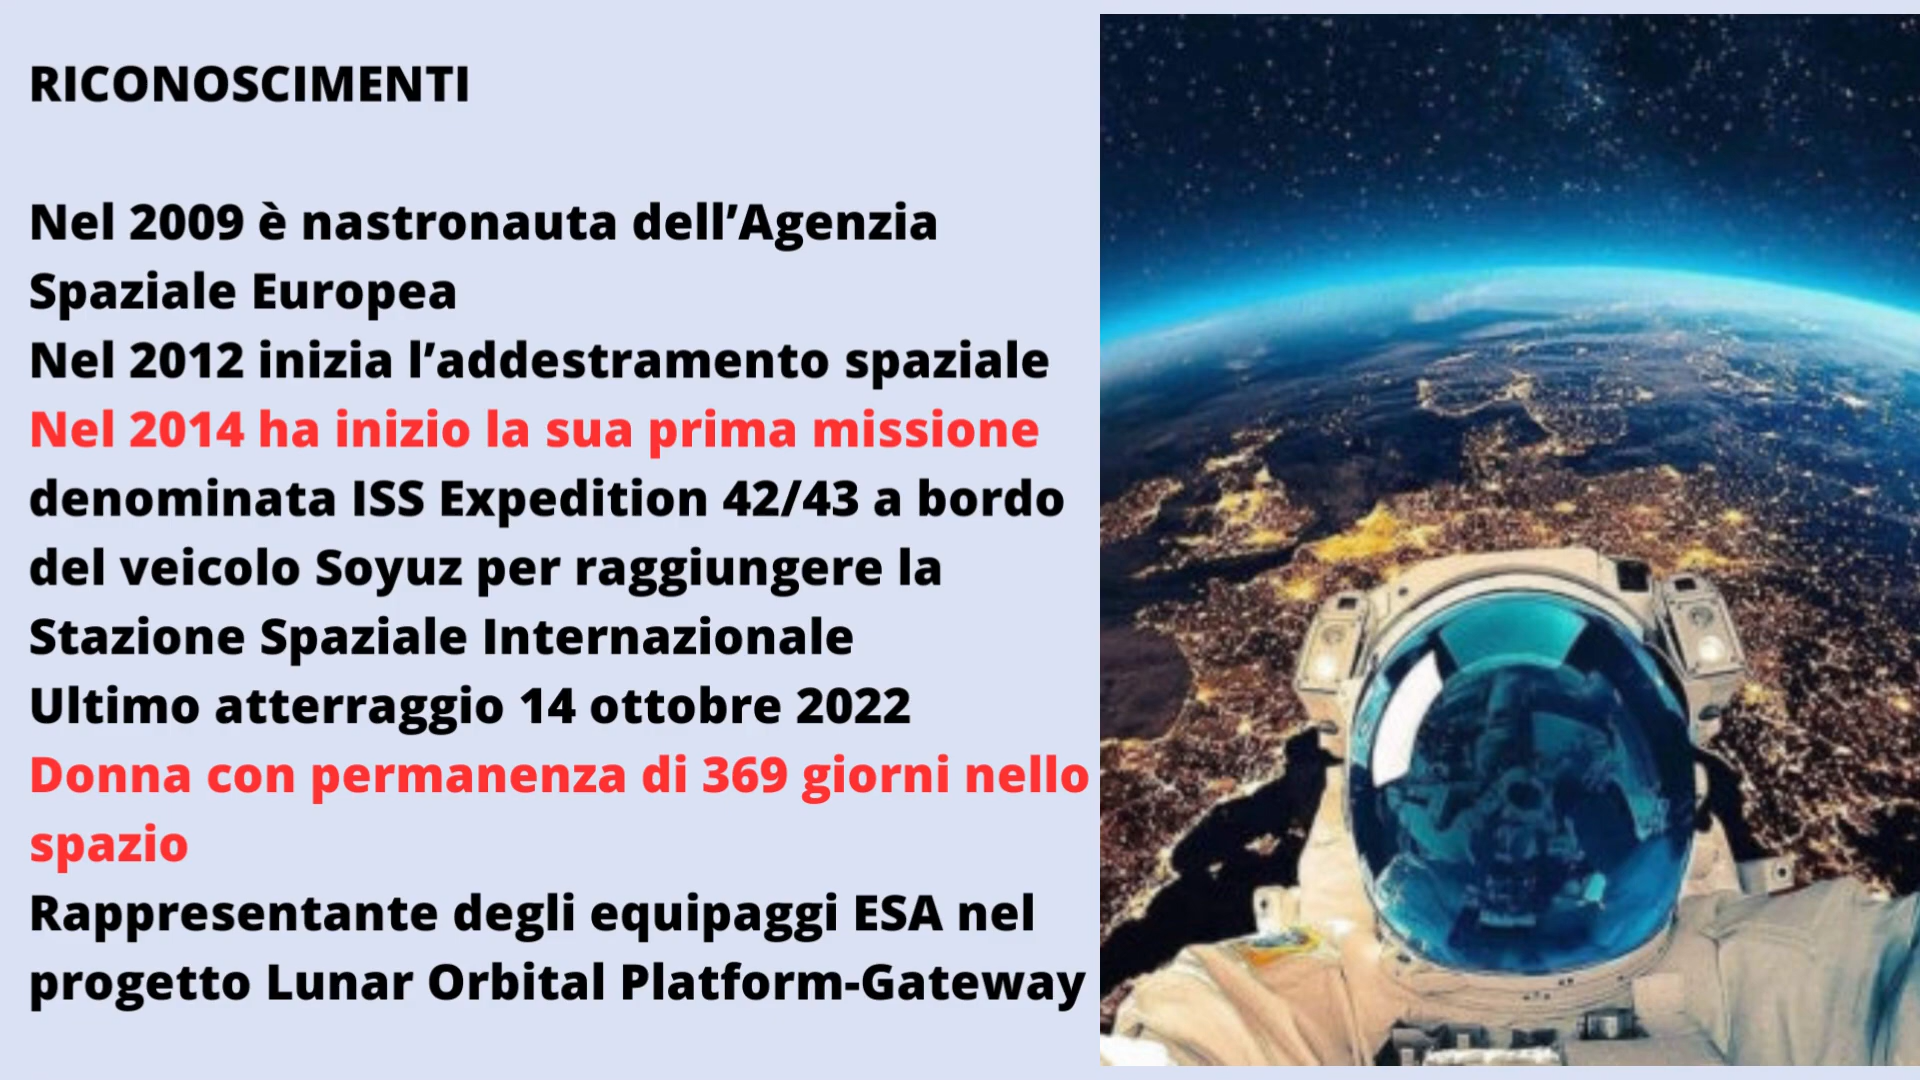 RICONOSCIMENTI
Nel 2009 è nastronauta dell’Agenzia
Spaziale Europea
Nel 2012 inizia l’addestramento spaziale
Nel 2014 ha inizio la sua prima missione
denominata ISS Expedition 42/43 a bordo
del veicolo Soyuz per raggiungere la
Stazione Spaziale Internazionale
Ultimo atterraggio 14 ottobre 2022
Donna con permanenza di 369 giorni nello
spazio
Rappresentante degli equipaggi ESA nel
progetto Lunar Orbital Platform-Gateway